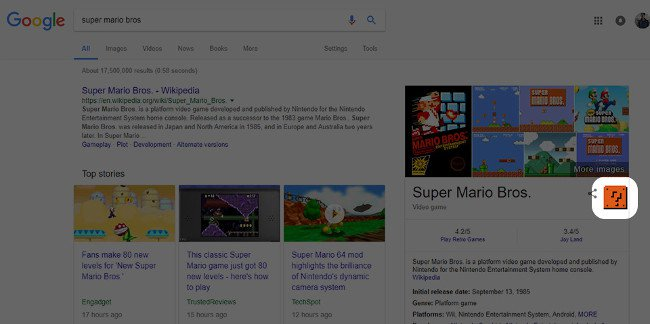 Google
super mario bros
All Images Videos News Books More Settings Tools
About 17,500,000 results (0.58 seconds)
Super Mario Bros. - Wikipedia
https://en.wikipedia.org/wiki/Super_Mario_Bros.
Super Mario Bros. is a platform video game developed and published by Nintendo for the Nintendo
Entertainment System home console. Released as a successor to the 1983 game Mario Bros., Super
Mario Bros. was released in Japan and North America in 1985, and in Europe and Australia two years
later. In Super Mario ...
Gameplay · Plot · Development · Alternate versions
Top stories
Fans make 80 new
levels for 'New Super
Mario Bros.'
Engadget
17 hours ago
This classic Super
Mario game just got 80
new levels - here's how
to play
TrustedReviews
15 hours ago
Super Mario 64 mod
highlights the brilliance
of Nintendo's dynamic
camera system
TechSpot
12 hours ago
SUPER
MARIO BROS.
SUPER
MARIO BROS.
More images
Super Mario Bros.
Video game
4.2/5
Play Retro Games
3.4/5
Jay Land
Super Mario Bros. is a platform video game developed and published by
Nintendo for the Nintendo Entertainment System home console.
Wikipedia
Initial release date: September 13, 1985
Genre: Platform game
Platforms: Wii, Nintendo Entertainment System, Android, MORE